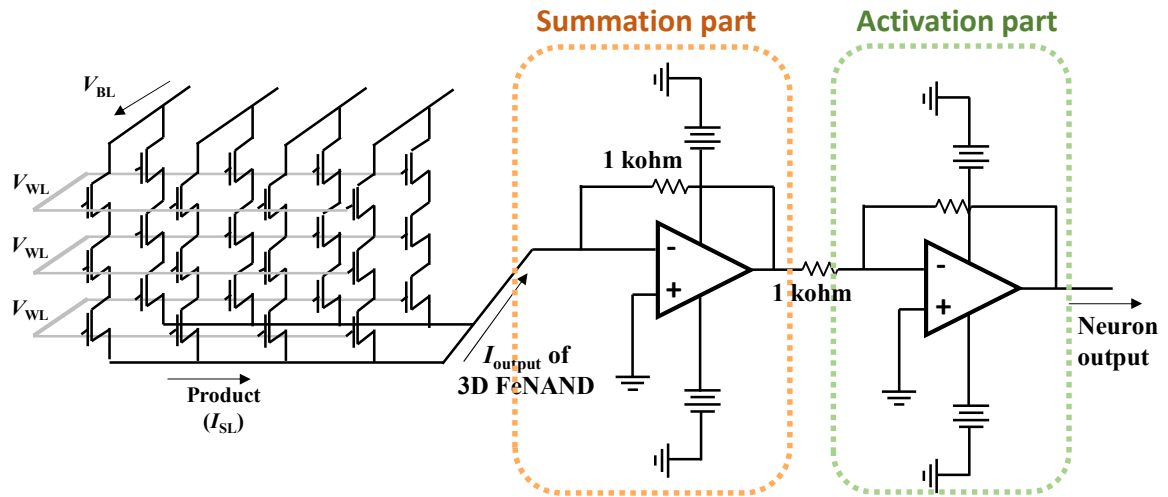 Summation part
Activation part
VBL
VWL
VWL
VWL
1 kohm
-
+
1 kohm
-
+
Ioutput of
3D FeNAND
Product
(ISL)
Neuron
output